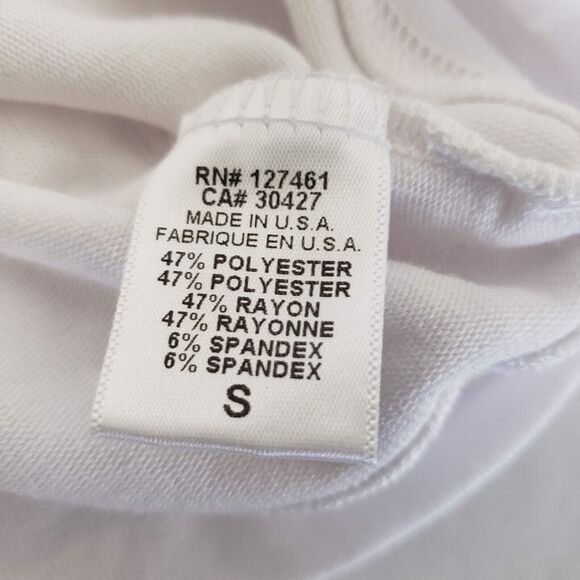 RN# 127461
CA# 30427
MADE IN U.S.A.
FABRIQUE EN U.S.A.
47% POLYESTER
47% POLYESTER
47% RAYON
47% RAYONNE
6% SPANDEX
6% SPANDEX
S